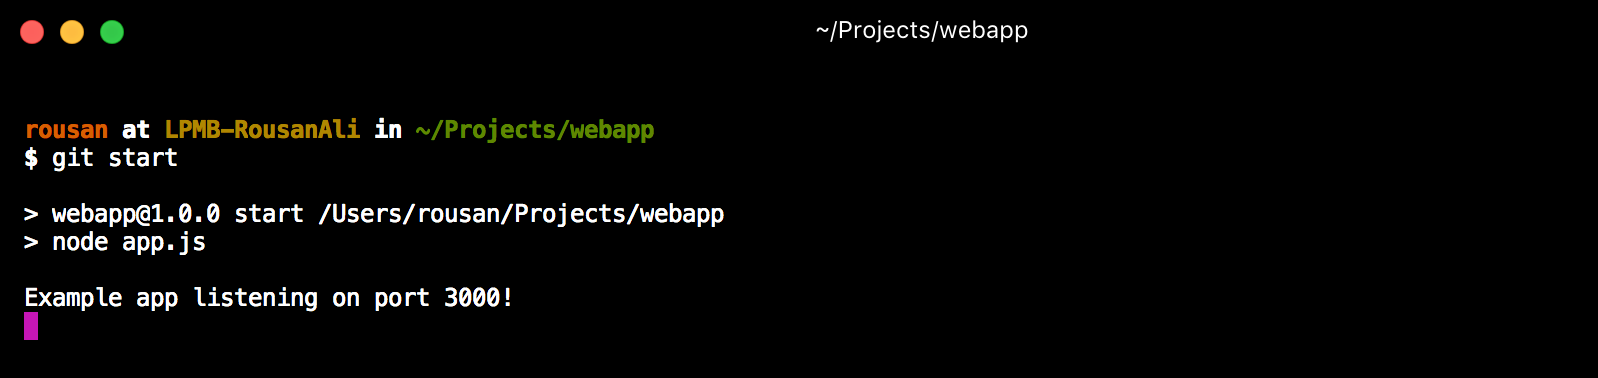 ~/Projects/webapp
rousan at LPMB-RousanAli in ~/Projects/webapp
$ git start
> webapp@1.0.0 start /Users/rousan/Projects/webapp
> node app.js
Example app listening on port 3000!